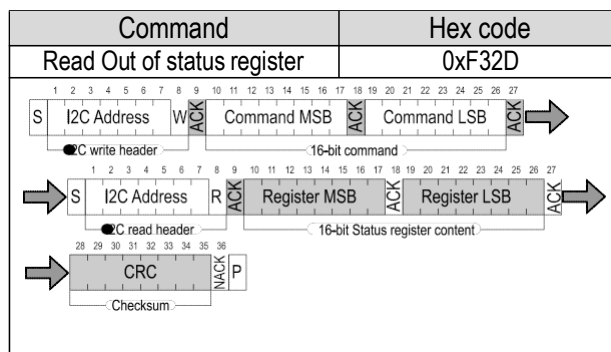 Command Hex code
Read Out of status register 0xF32D
1 2 3 4 5 6 7 8 9 10 11 12 13 14 15 16 17 18 19 20 21 22 23 24 25 26 27
S I2C Address W ACK Command MSB ACK Command LSB ACK
2C write header 16-bit command
1 2 3 4 5 6 7 8 9 10 11 12 13 14 15 16 17 18 19 20 21 22 23 24 25 26 27
S I2C Address R ACK Register MSB ACK Register LSB ACK
2C read header 16-bit Status register content
28 29 30 31 32 33 34 35 36
CRC NACK P
Checksum